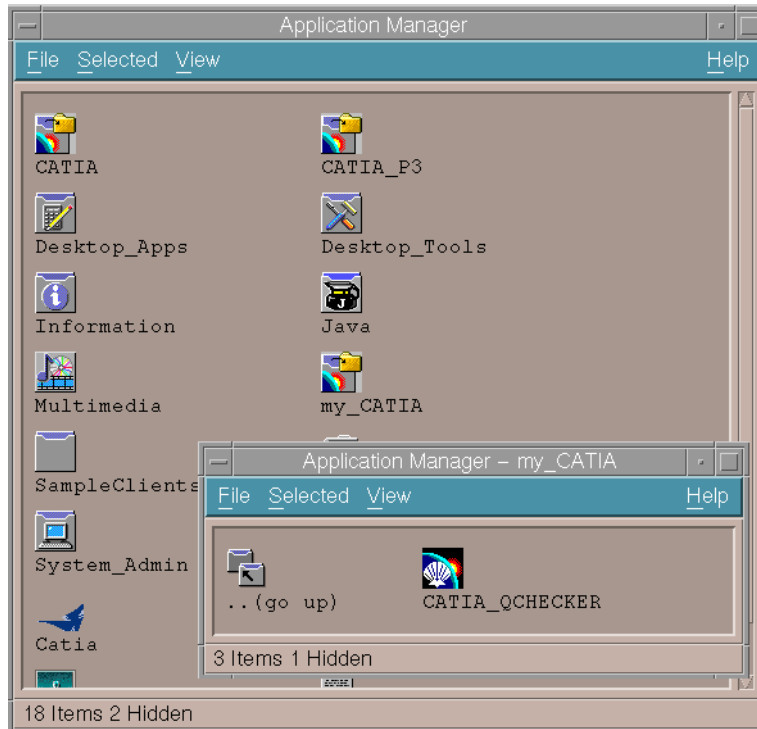 Application Manager
File Selected View Help
CATIA CATIA_P3
Desktop_Apps Desktop_Tools
Information Java
Multimedia my_CATIA
SampleClients
System_Admin
Catia
Application Manager – my_CATIA
File Selected View Help
..(go up) CATIA_QCHECKER
3 Items 1 Hidden
18 Items 2 Hidden